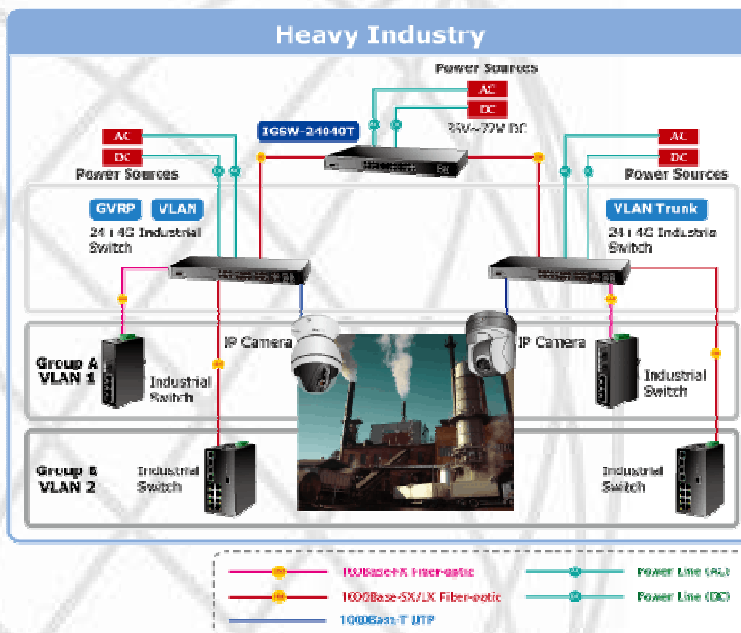 Heavy Industry
Power Sources
AC
DC
IGSW-24040T
36V~72V DC
AC
DC
Power Sources
AC
DC
Power Sources
GVRP
VLAN
24+4G Industrial
Switch
VLAN Trunk
24+4G Industria
Switch
IP Camera
IP Camera
Group A
VLAN 1
Industrial
Switch
Industrial
Switch
Group B
VLAN 2
Industrial
Switch
Industrial
Switch
100Base-FX Fiber-optic
Power Line (AC)
1000Base-SX/LX Fiber-optic
Power Line (DC)
1000Base-T UTP